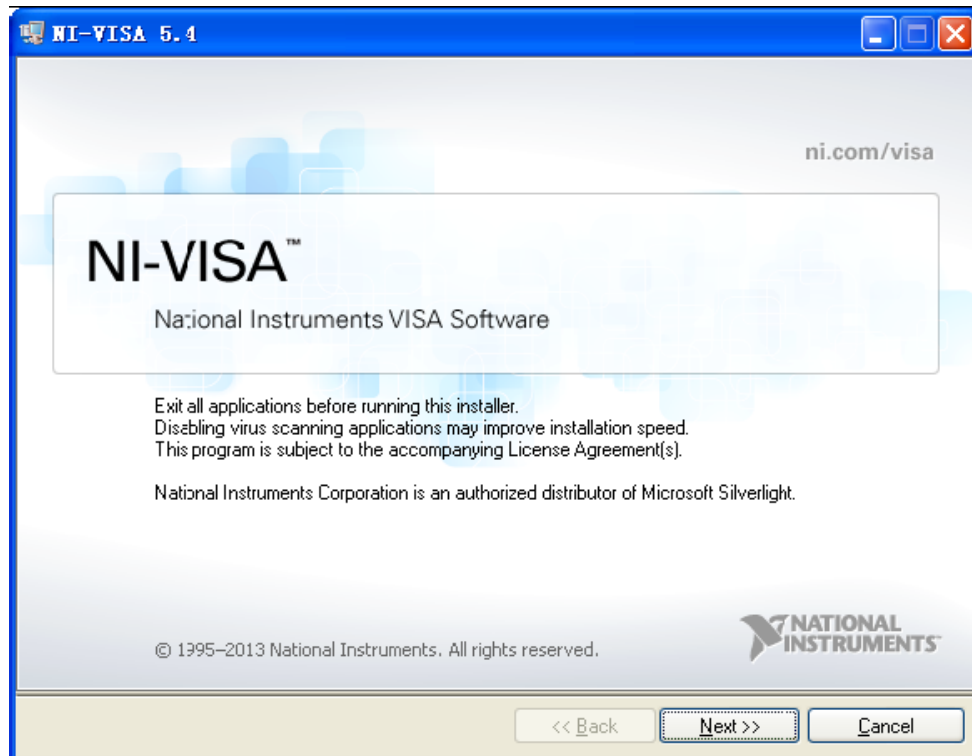 NI-VISA 5.4
ni.com/visa
NI-VISA™
National Instruments VISA Software
Exit all applications before running this installer.
Disabling virus scanning applications may improve installation speed.
This program is subject to the accompanying License Agreement(s).
National Instruments Corporation is an authorized distributor of Microsoft Silverlight.
© 1995–2013 National Instruments. All rights reserved.
NATIONAL
INSTRUMENTS™
<< Back
Next >>
Cancel